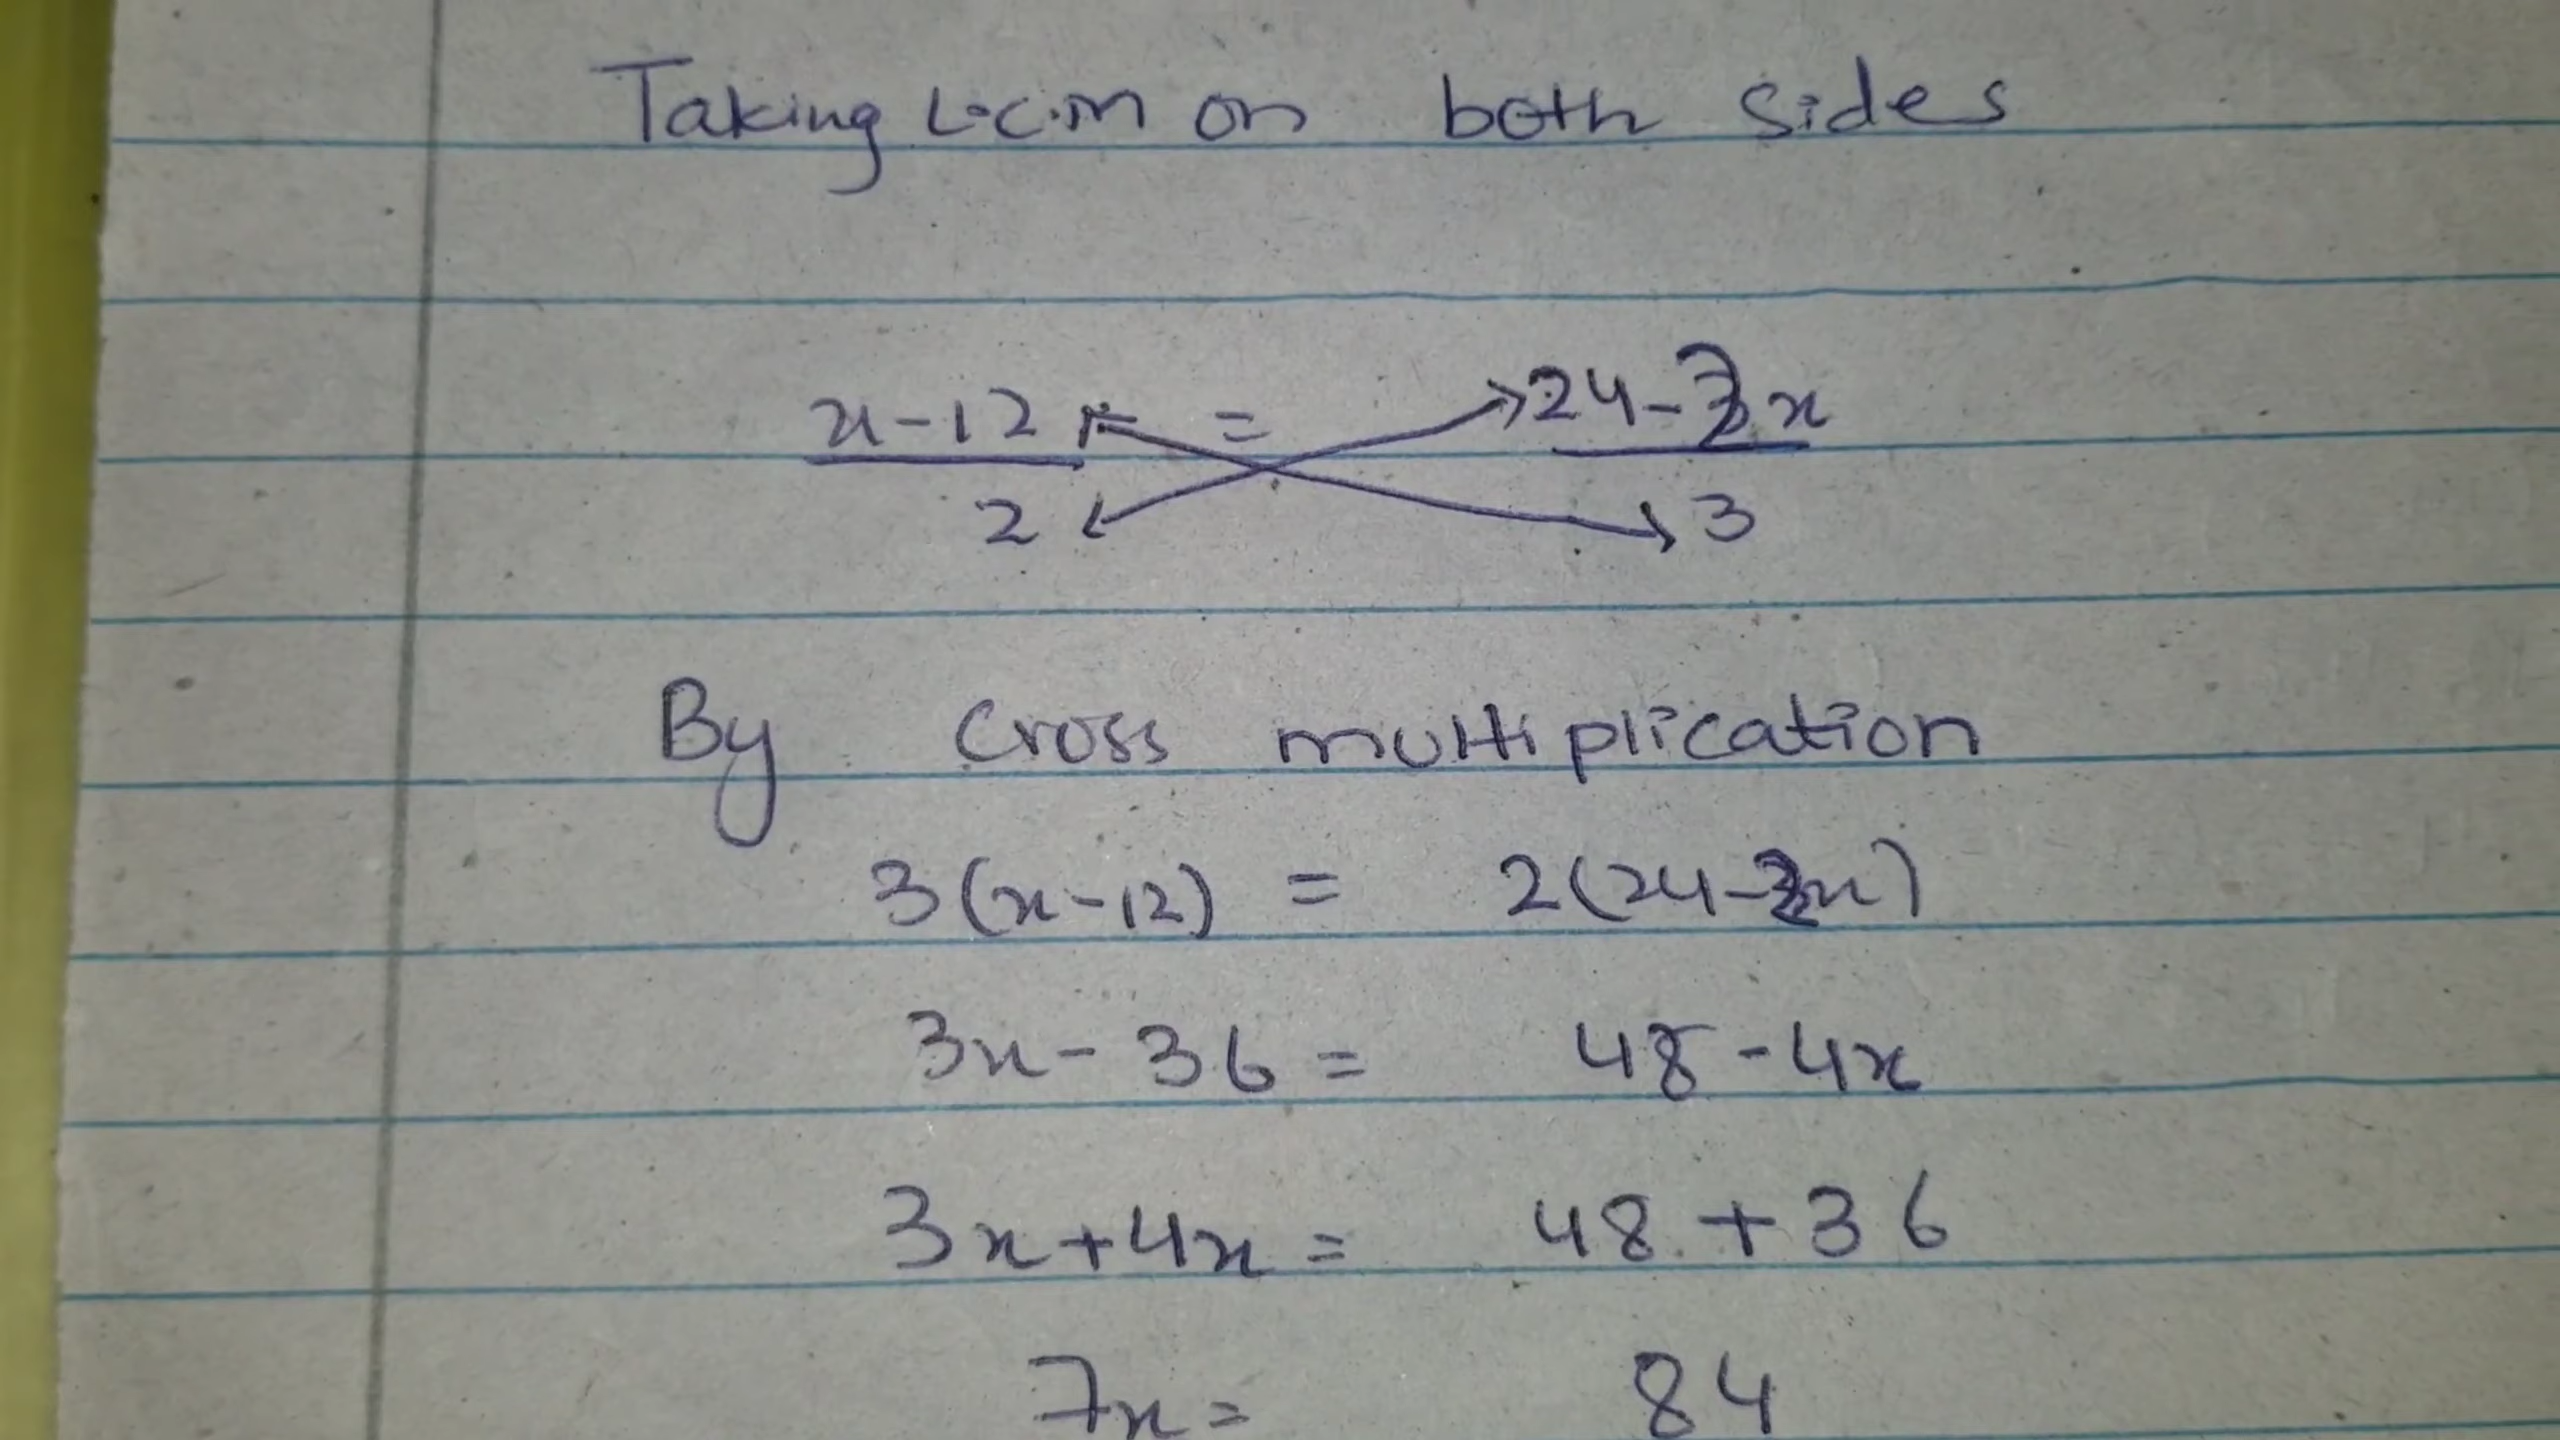 Taking L.C.M on both sides
x-12 = 24-2x
2 3
By cross multiplication
3(x-12) = 2(24-2x)
3x-36 = 48-4x
3x+4x = 48+36
7x = 84